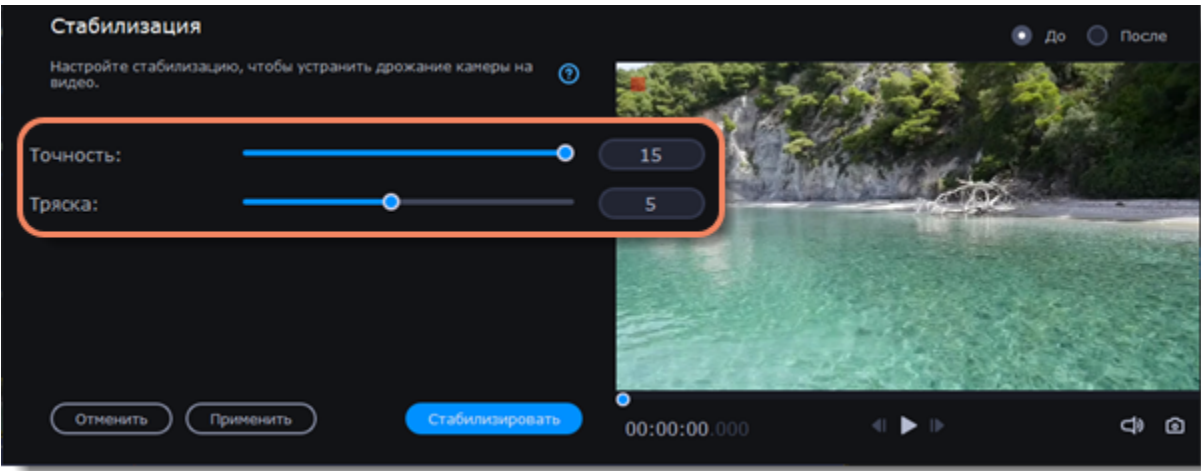 Стабилизация
До
После
Настройте стабилизацию, чтобы устранить дрожание камеры на
видео.
?
Точность:
15
Тряска:
5
Отменить
Применить
Стабилизировать
00:00:00.000